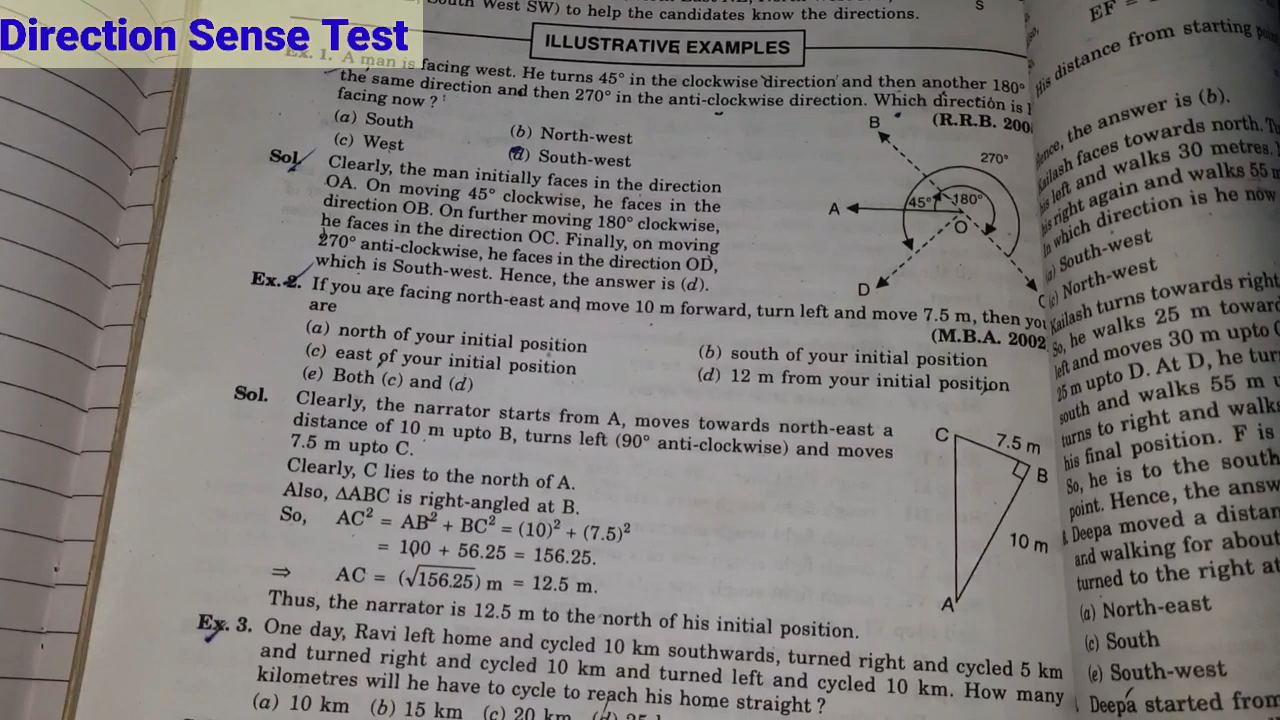 Direction Sense Test
South West SW) to help the candidates know the directions.
S
ILLUSTRATIVE EXAMPLES
Ex. 1. A man is facing west. He turns 45° in the clockwise direction and then another 180°
the same direction and then 270° in the anti-clockwise direction. Which direction is
facing now ?
(R.R.B. 200
(a) South
(b) North-west
(c) West
(d) South-west
Sol. Clearly, the man initially faces in the direction
OA. On moving 45° clockwise, he faces in the
direction OB. On further moving 180° clockwise,
he faces in the direction OC. Finally, on moving
270° anti-clockwise, he faces in the direction OD,
which is South-west. Hence, the answer is (d).
B
270°
A
45°
180°
O
D
C
Ex. 2. If you are facing north-east and move 10 m forward, turn left and move 7.5 m, then you
are
(M.B.A. 2002
(a) north of your initial position
(b) south of your initial position
(c) east of your initial position
(d) 12 m from your initial position
(e) Both (c) and (d)
Sol. Clearly, the narrator starts from A, moves towards north-east a
distance of 10 m upto B, turns left (90° anti-clockwise) and moves
7.5 m upto C.
Clearly, C lies to the north of A.
Also, ΔABC is right-angled at B.
So, AC² = AB² + BC² = (10)² + (7.5)²
= 100 + 56.25 = 156.25.
⇒ AC = (√156.25) m = 12.5 m.
Thus, the narrator is 12.5 m to the north of his initial position.
C
7.5 m
B
10 m
A
Ex. 3. One day, Ravi left home and cycled 10 km southwards, turned right and cycled 5 km
and turned right and cycled 10 km and turned left and cycled 10 km. How many
kilometres will he have to cycle to reach his home straight ?
(a) 10 km (b) 15 km (c) 20 km (d) 25
EF =
His distance from starting
Hence, the answer is (b).
Kailash faces towards north.
his left and walks 30 metres.
his right again and walks 55
In which direction is he now
(a) South-west
(c) North-west
Kailash turns towards right
So, he walks 25 m
left and moves 30 m upto
25 m upto D. At D, he
south and walks 55 m
turns to right and
his final position. F is
So, he is to the south
point. Hence, the
Deepa moved a
and walking for about
turned to the right at
(a) North-east
(c) South
(e) South-west
Deepa started from